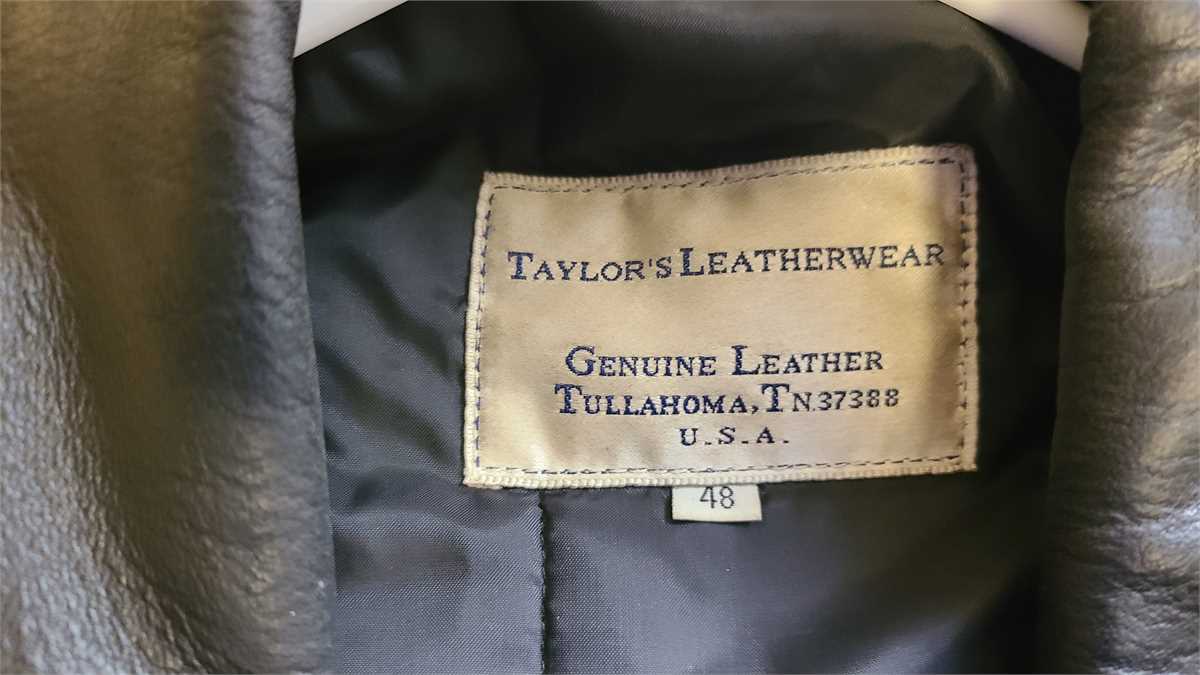 TAYLOR'S LEATHERWEAR
GENUINE LEATHER
TULLAHOMA, TN.37388
U.S.A.
48